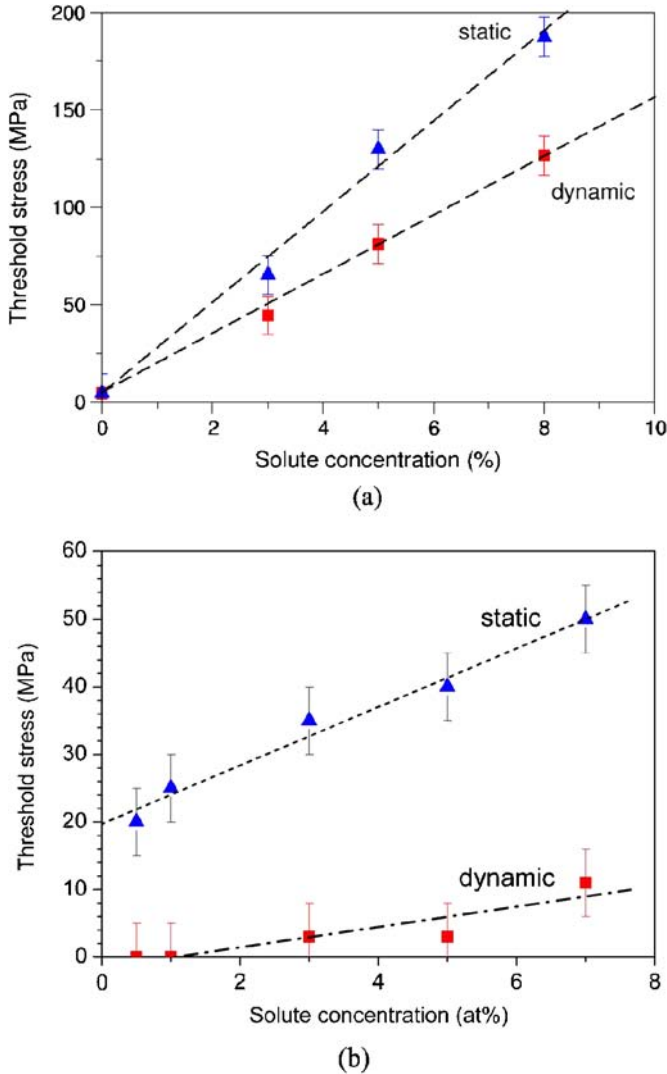 200
150
100
50
0
Threshold stress (MPa)
static
dynamic
0 2 4 6 8 10
Solute concentration (%)
(a)
60
50
40
30
20
10
0
Threshold stress (MPa)
static
dynamic
0 2 4 6 8
Solute concentration (at%)
(b)